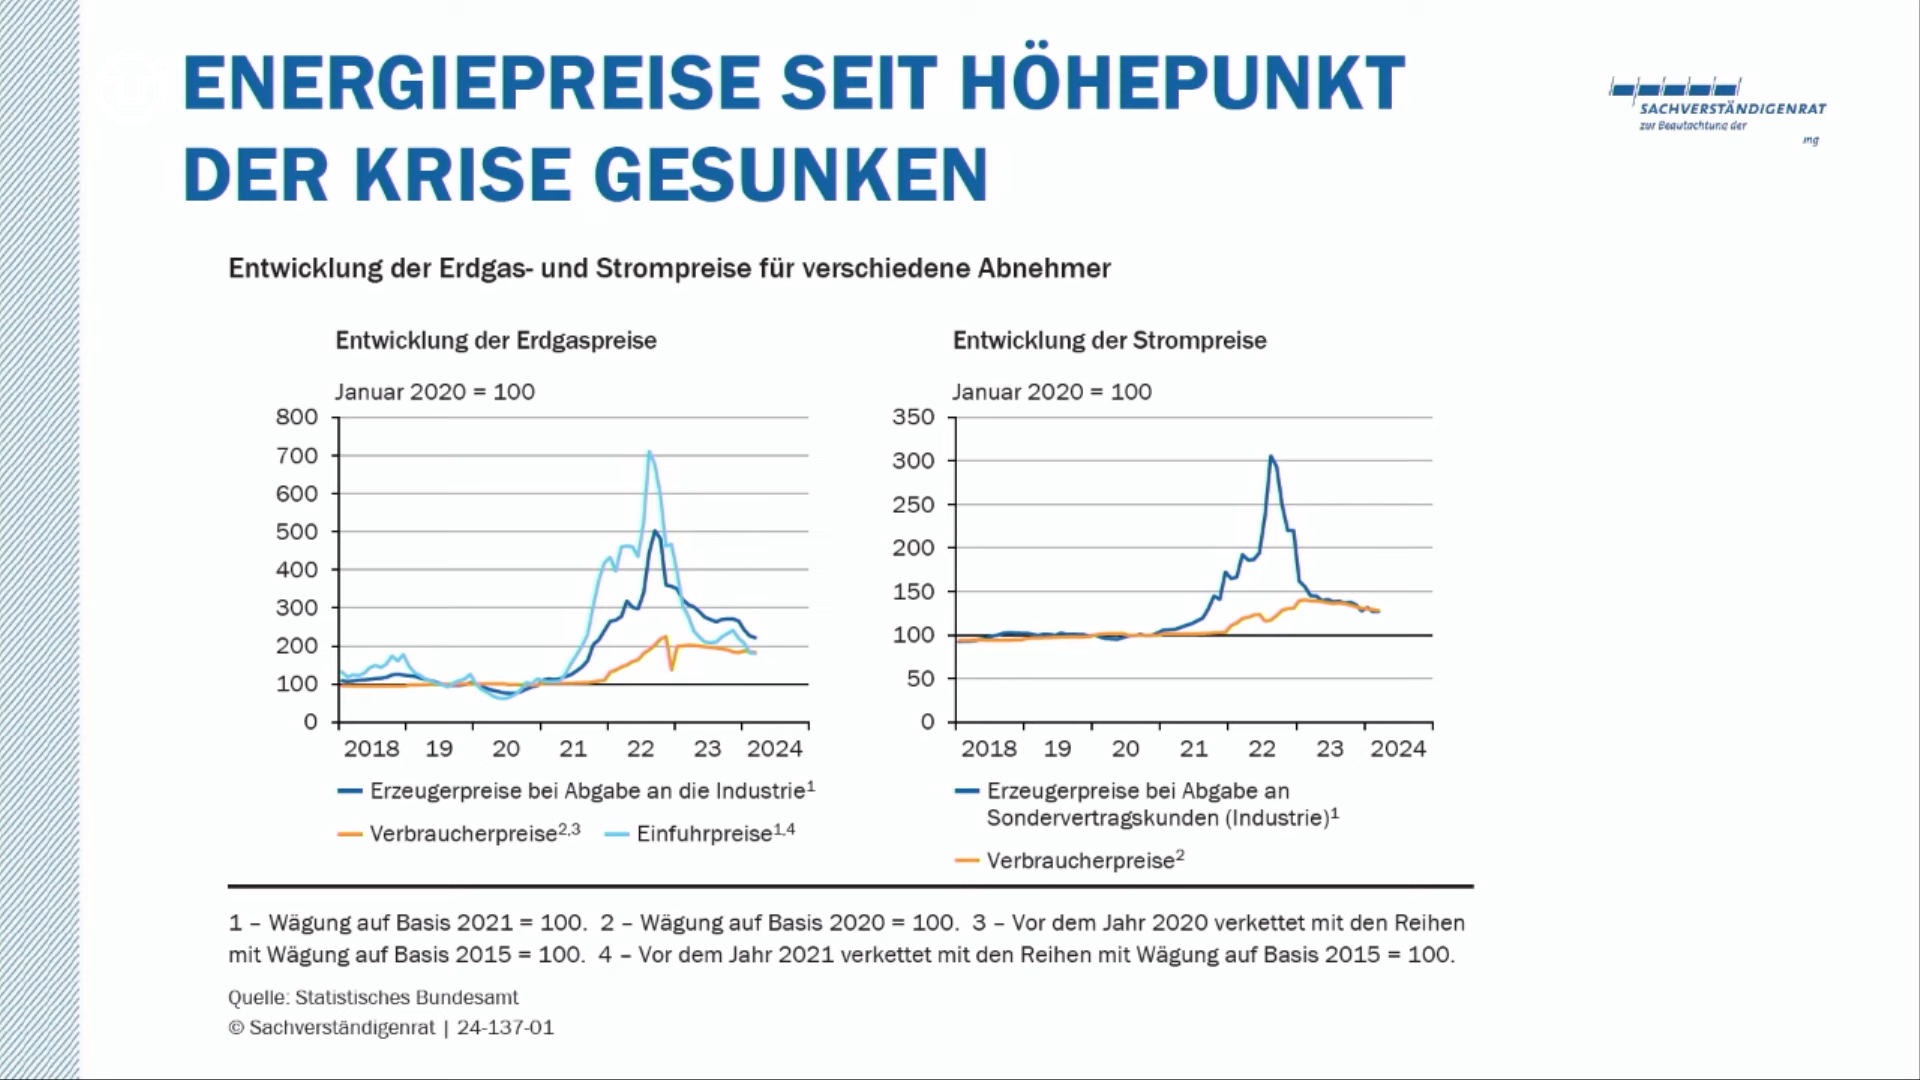 ENERGIEPREISE SEIT HÖHEPUNKT
DER KRISE GESUNKEN
SACHVERSTÄNDIGENRAT
zur Begutachtung der
Entwicklung der Erdgas- und Strompreise für verschiedene Abnehmer
Entwicklung der Erdgaspreise
Januar 2020 = 100
800
700
600
500
400
300
200
100
0
2018 19 20 21 22 23 2024
Erzeugerpreise bei Abgabe an die Industrie¹
Verbraucherpreise²,³ Einfuhrpreise¹,⁴
Entwicklung der Strompreise
Januar 2020 = 100
350
300
250
200
150
100
50
0
2018 19 20 21 22 23 2024
Erzeugerpreise bei Abgabe an
Sondervertragskunden (Industrie)¹
Verbraucherpreise²
1 – Wägung auf Basis 2021 = 100. 2 – Wägung auf Basis 2020 = 100. 3 – Vor dem Jahr 2020 verkettet mit den Reihen
mit Wägung auf Basis 2015 = 100. 4 – Vor dem Jahr 2021 verkettet mit den Reihen mit Wägung auf Basis 2015 = 100.
Quelle: Statistisches Bundesamt
© Sachverständigenrat | 24-137-01